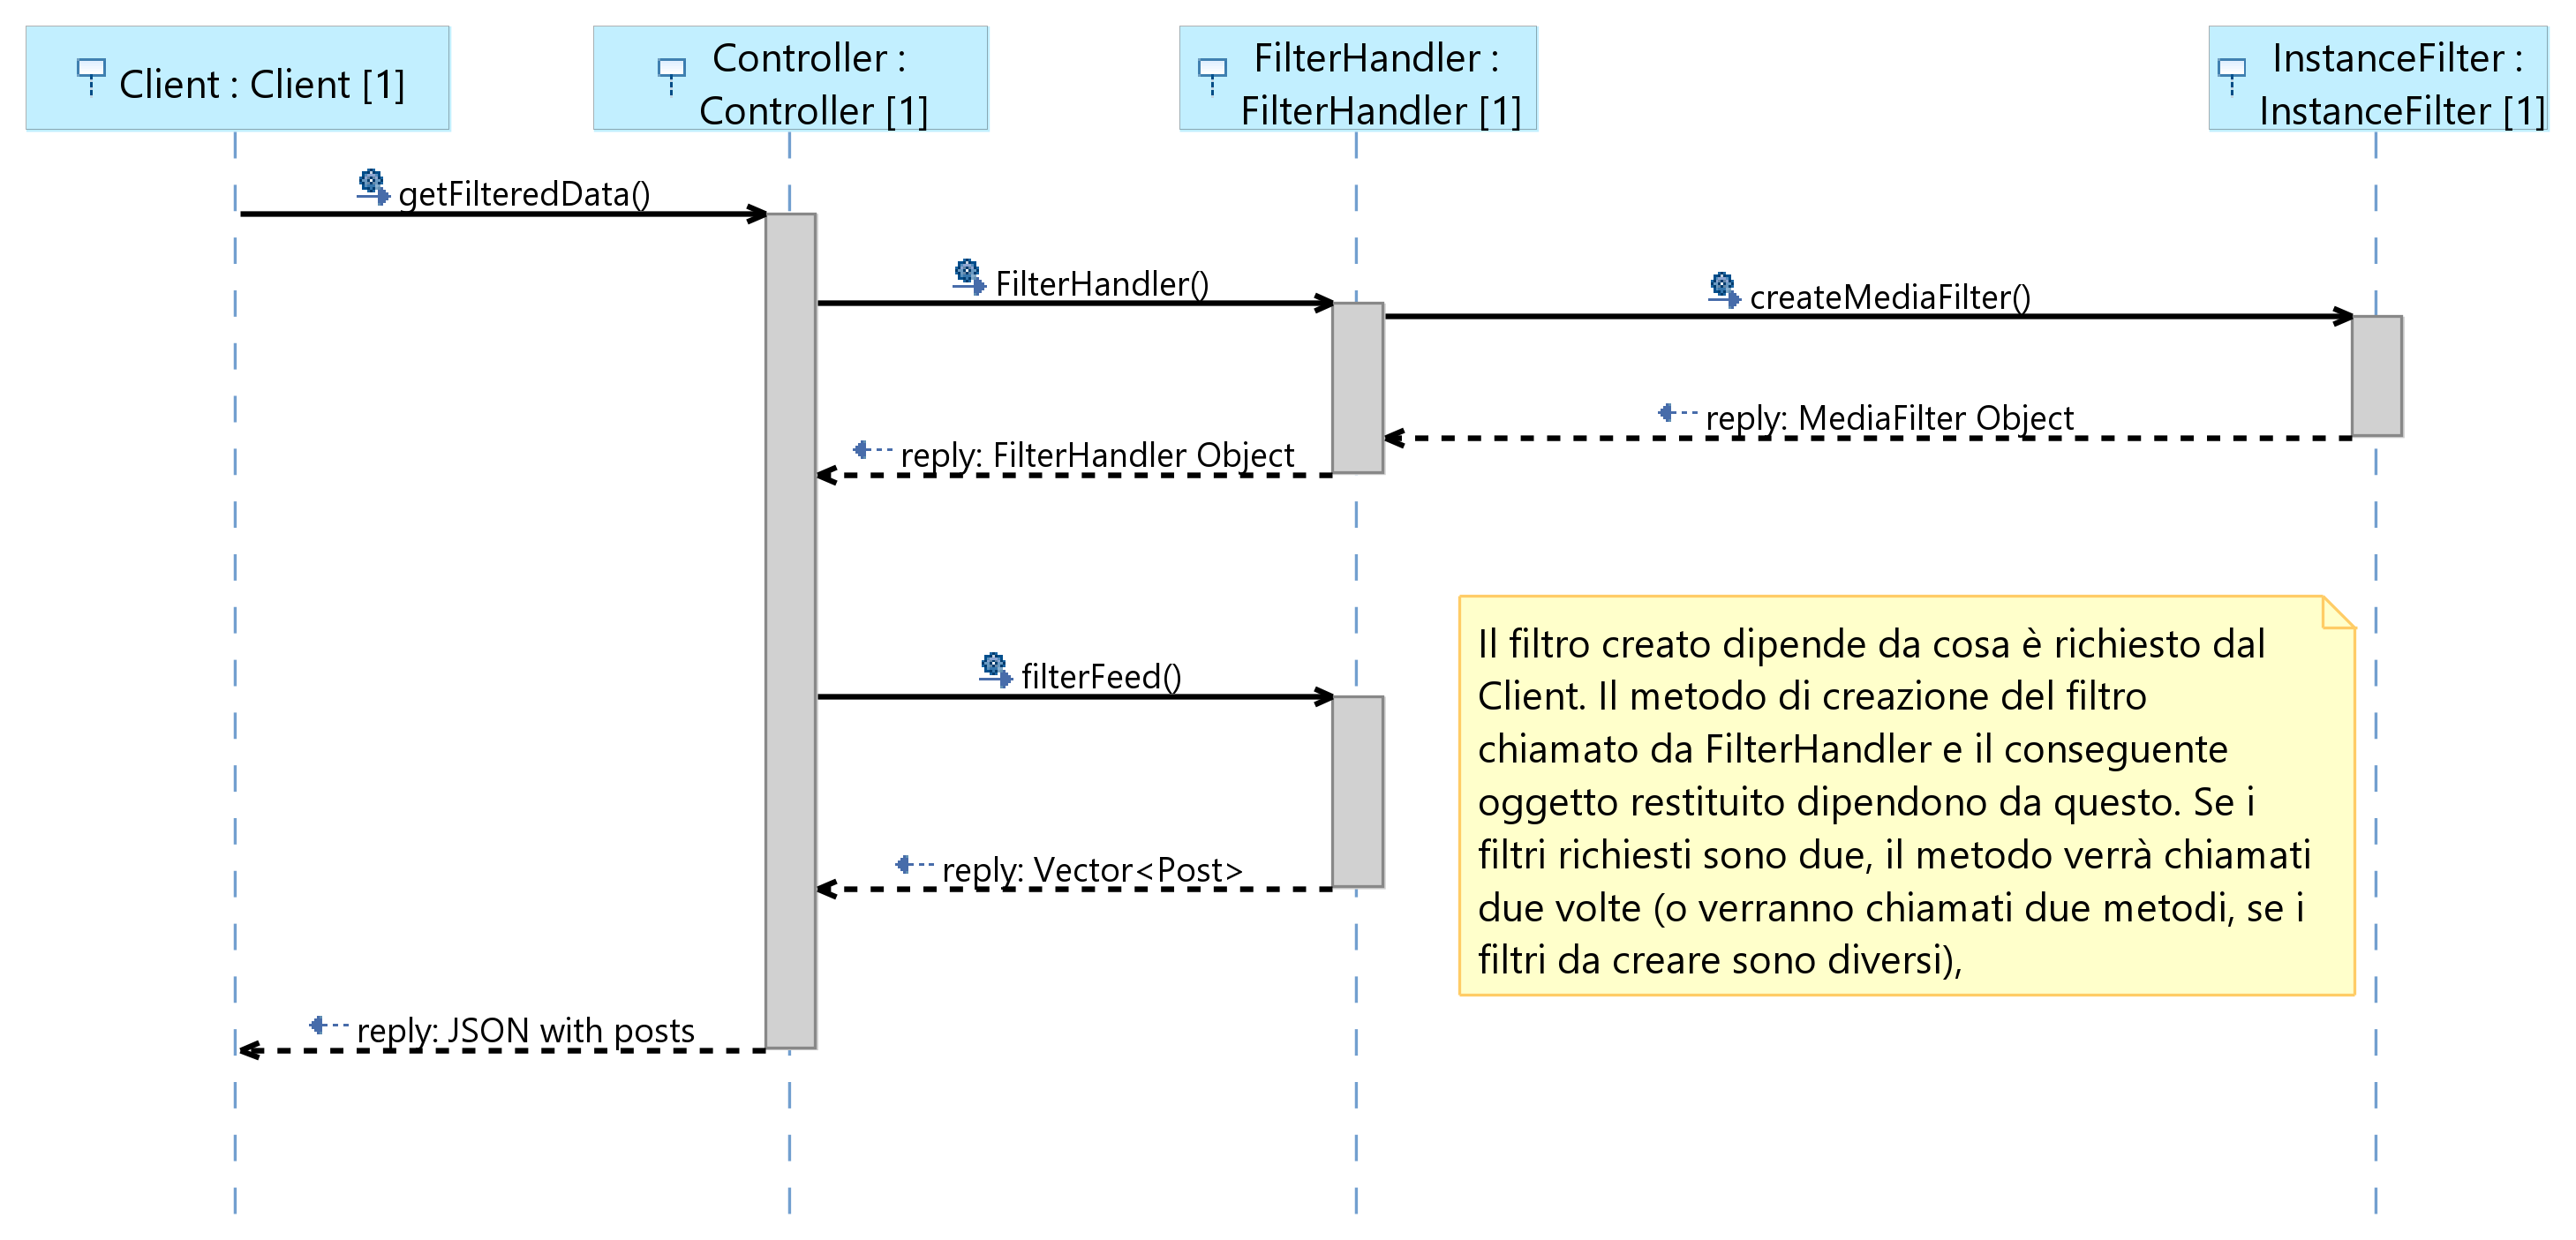 Client : Client [1]
Controller :
Controller [1]
FilterHandler :
FilterHandler [1]
InstanceFilter :
InstanceFilter [1]
getFilteredData()
FilterHandler()
createMediaFilter()
reply: MediaFilter Object
reply: FilterHandler Object
filterFeed()
reply: Vector<Post>
reply: JSON with posts
Il filtro creato dipende da cosa è richiesto dal
Client. Il metodo di creazione del filtro
chiamato da FilterHandler e il conseguente
oggetto restituito dipendono da questo. Se i
filtri richiesti sono due, il metodo verrà chiamati
due volte (o verranno chiamati due metodi, se i
filtri da creare sono diversi),